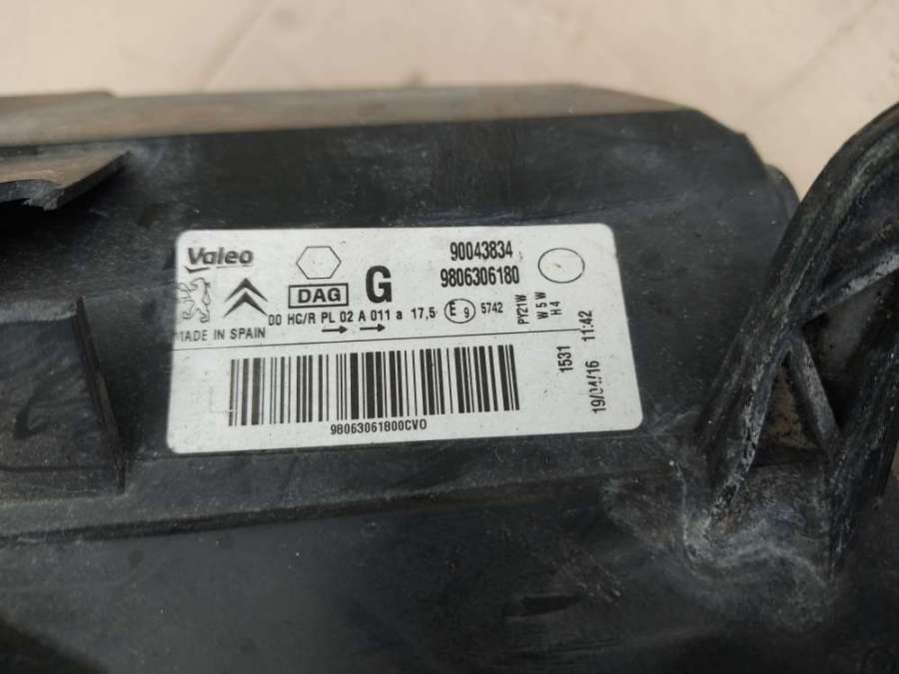 Valeo
90043834
9806306180
DAG G
00 HC/R PL 02 A 011 a 17,5 E 9 5742
PY21W
W5W
H4
MADE IN SPAIN
1531
19/04/16 11:42
98063061800CVO